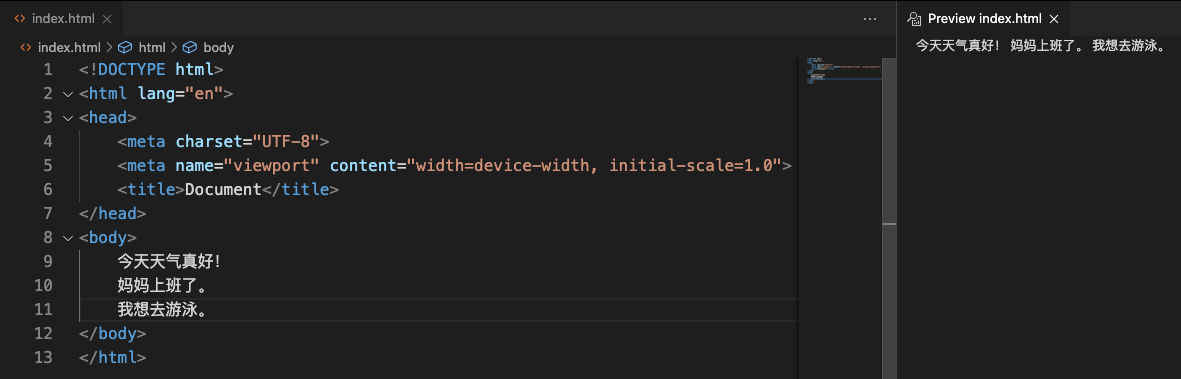 index.html
Preview index.html
index.html > html > body
今天天气真好! 妈妈上班了。 我想去游泳。
1 <!DOCTYPE html>
2 <html lang="en">
3 <head>
4 <meta charset="UTF-8">
5 <meta name="viewport" content="width=device-width, initial-scale=1.0">
6 <title>Document</title>
7 </head>
8 <body>
9 今天天气真好!
10 妈妈上班了。
11 我想去游泳。
12 </body>
13 </html>